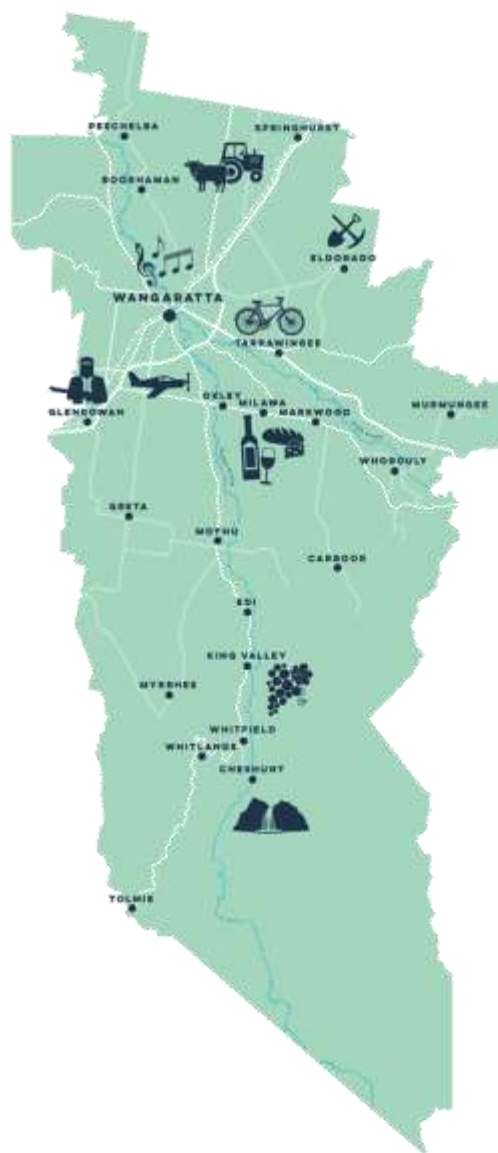 PEECHELBA
SPRINGHURST
BOORHAMAN
ELDORADO
WANGARATTA
TARRAWINGEE
OXLEY
MILAWA
MURMUNGEE
GLENROWAN
MARKWOOD
WHOROULY
GRETA
MOYHU
CARBOOR
EDI
KING VALLEY
MYRRHEE
WHITFIELD
WHITLANDS
CHESHUNT
TOLMIE